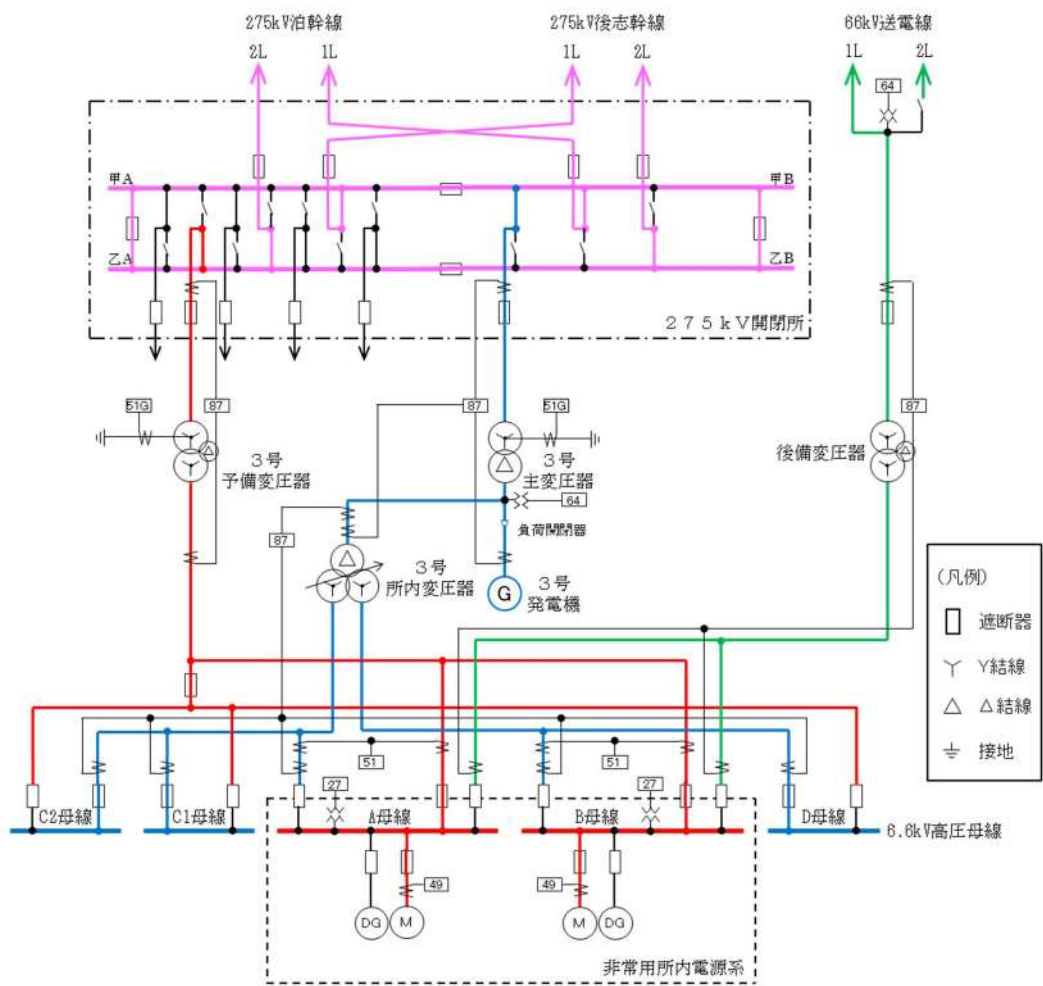 275kV泊幹線
275kV後志幹線
66kV送電線
2L
1L
1L
2L
1L
2L
64
甲A
甲B
乙A
乙B
275kV開閉所
51G
87
87
51G
87
3号
予備変圧器
3号
主変圧器
後備変圧器
64
負荷開閉器
87
3号
所内変圧器
G
3号
発電機
(凡例)
遮断器
Y結線
△結線
接地
51
51
27
27
C2母線
C1母線
A母線
B母線
D母線
6.6kV高圧母線
49
49
DG
M
M
DG
非常用所内電源系